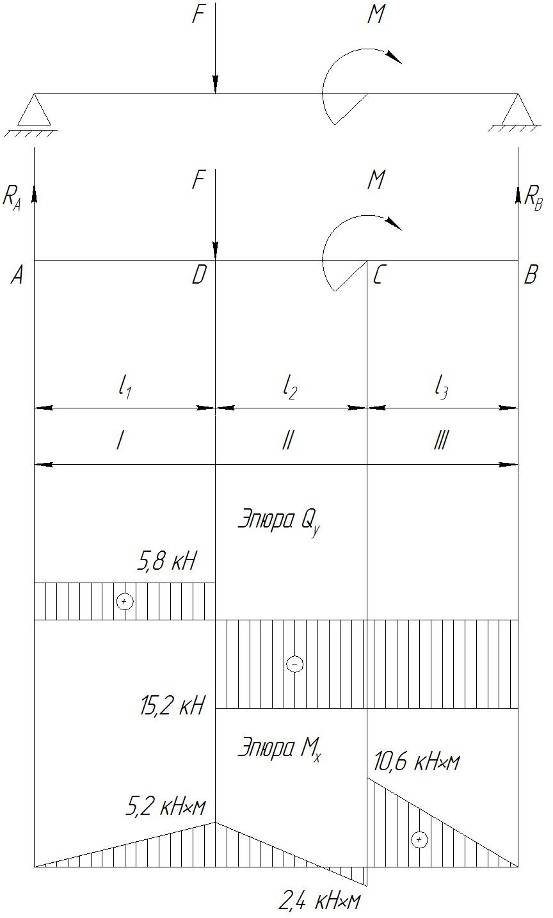 F M
R_A F M R_B
A D C B
l_1 l_2 l_3
I II III
Эпюра Q_y
5,8 кН
+
-
15,2 кН
Эпюра M_x
10,6 кН×м
5,2 кН×м
+
2,4 кН×м